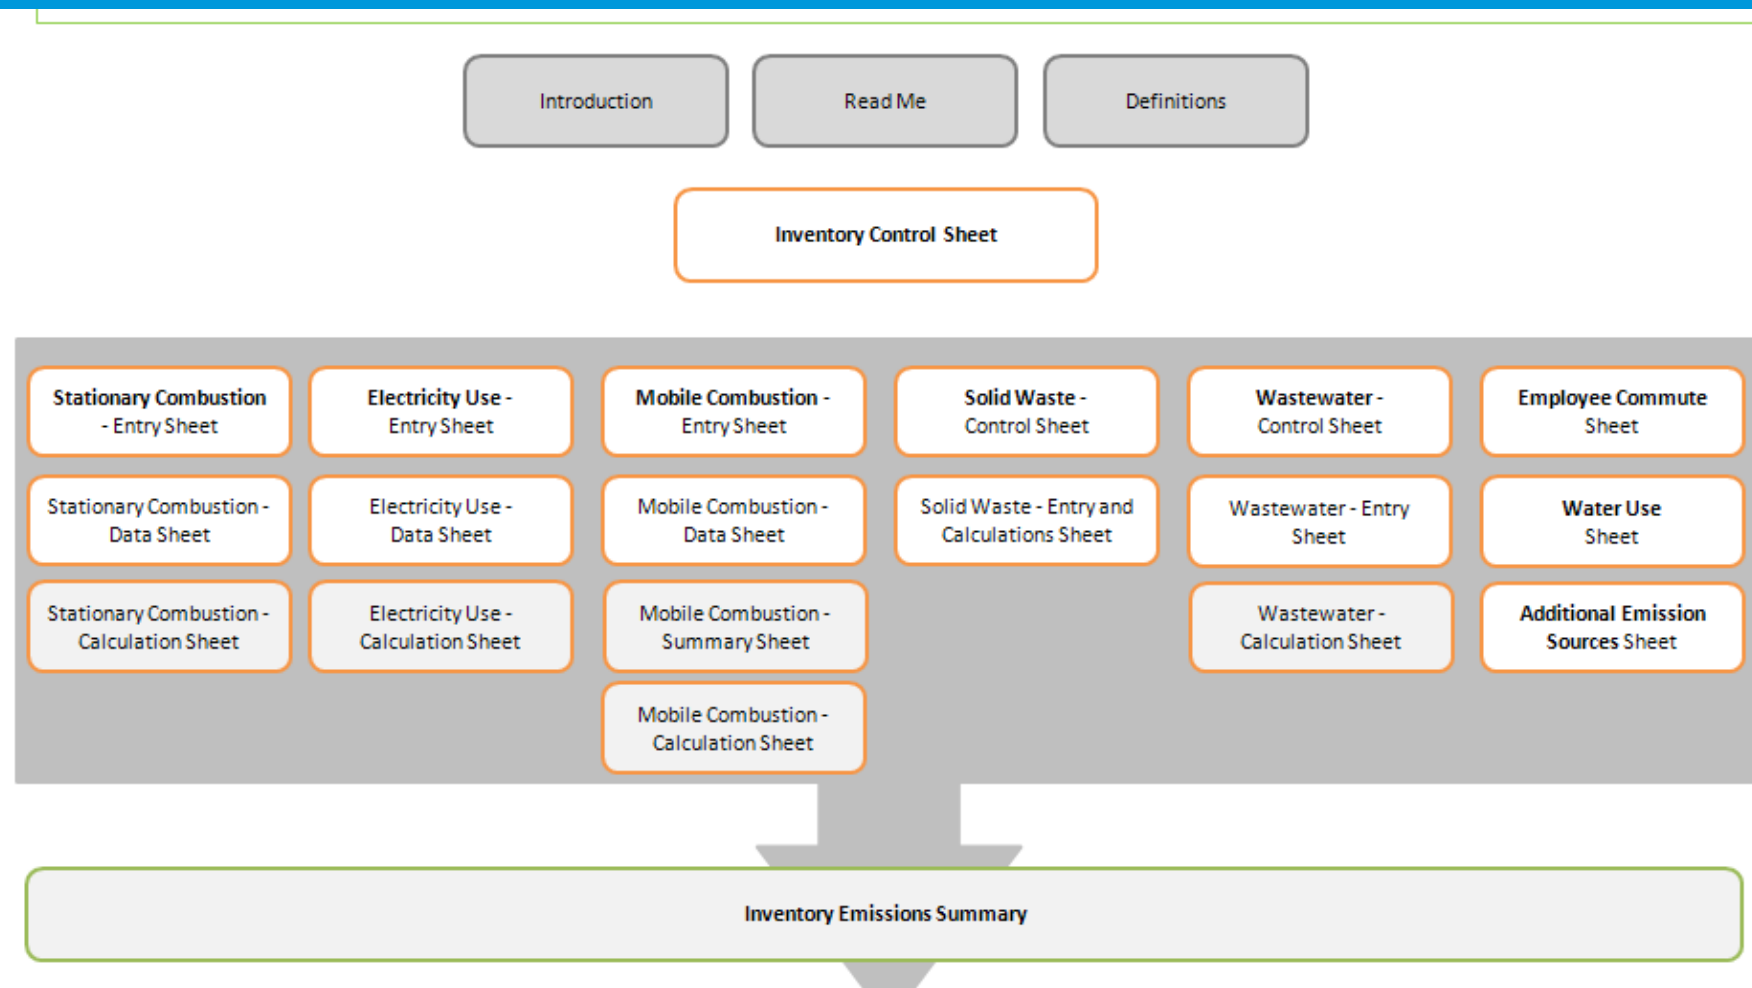 Introduction
Read Me
Definitions
Inventory Control Sheet
Stationary Combustion
- Entry Sheet
Electricity Use -
Entry Sheet
Mobile Combustion -
Entry Sheet
Solid Waste -
Control Sheet
Wastewater -
Control Sheet
Employee Commute
Sheet
Stationary Combustion -
Data Sheet
Electricity Use -
Data Sheet
Mobile Combustion -
Data Sheet
Solid Waste - Entry and
Calculations Sheet
Wastewater - Entry
Sheet
Water Use
Sheet
Stationary Combustion -
Calculation Sheet
Electricity Use -
Calculation Sheet
Mobile Combustion -
Summary Sheet
Wastewater -
Calculation Sheet
Additional Emission
Sources Sheet
Mobile Combustion -
Calculation Sheet
Inventory Emissions Summary